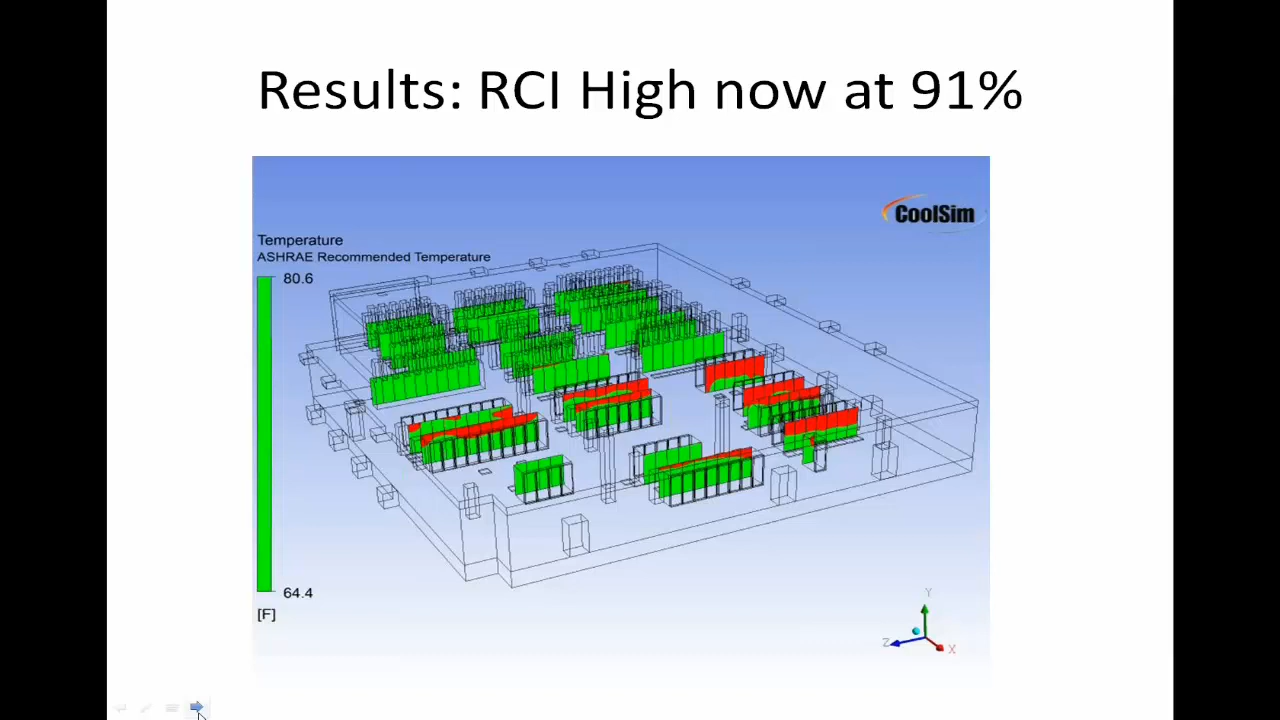 Results: RCI High now at 91%
CoolSim
Temperature
ASHRAE Recommended Temperature
80.6
64.4
[F]
Y
Z
X